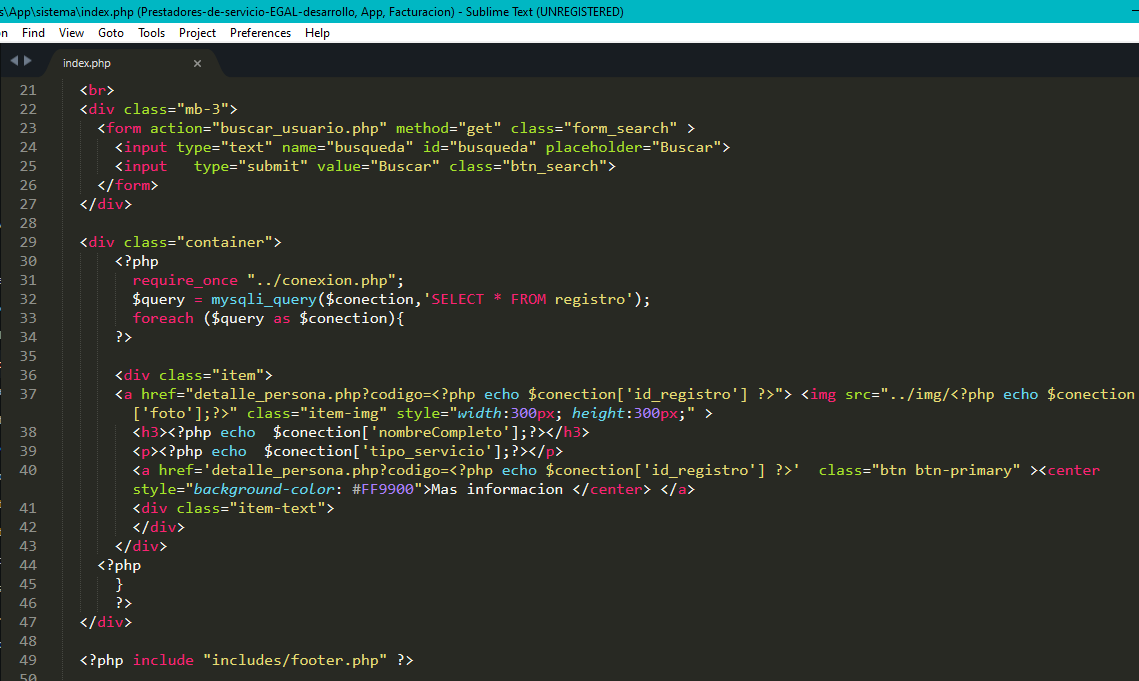 s\App\sistema\index.php (Prestadores-de-servicio-EGAL-desarrollo, App, Facturacion) - Sublime Text (UNREGISTERED)
n Find View Goto Tools Project Preferences Help
index.php ×
21 <br>
22 <div class="mb-3">
23 <form action="buscar_usuario.php" method="get" class="form_search" >
24 <input type="text" name="busqueda" id="busqueda" placeholder="Buscar">
25 <input   type="submit" value="Buscar" class="btn_search">
26 </form>
27 </div>
28
29 <div class="container">
30 <?php
31 require_once "../conexion.php";
32 $query = mysqli_query($conection,'SELECT * FROM registro');
33 foreach ($query as $conection){
34 ?>
35
36 <div class="item">
37 <a href="detalle_persona.php?codigo=<?php echo $conection['id_registro'] ?>"> <img src="../img/<?php echo $conection
['foto'];?>" class="item-img" style="width:300px; height:300px;" >
38 <h3><?php echo  $conection['nombreCompleto'];?></h3>
39 <p><?php echo  $conection['tipo_servicio'];?></p>
40 <a href='detalle_persona.php?codigo=<?php echo $conection['id_registro'] ?>'  class="btn btn-primary" ><center
style="background-color: #FF9900">Mas informacion </center> </a>
41 <div class="item-text">
42 </div>
43 </div>
44 <?php
45 }
46 ?>
47 </div>
48
49 <?php include "includes/footer.php" ?>
50